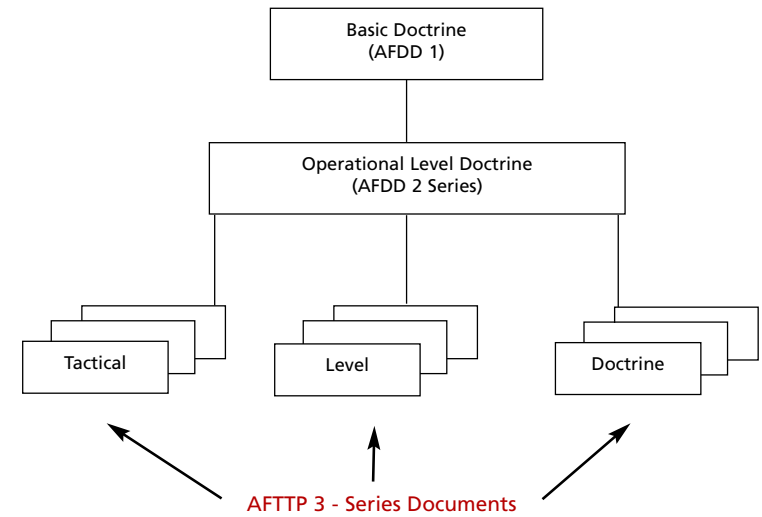 Basic Doctrine
(AFDD 1)
Operational Level Doctrine
(AFDD 2 Series)
Tactical
Level
Doctrine
AFTTP 3 - Series Documents